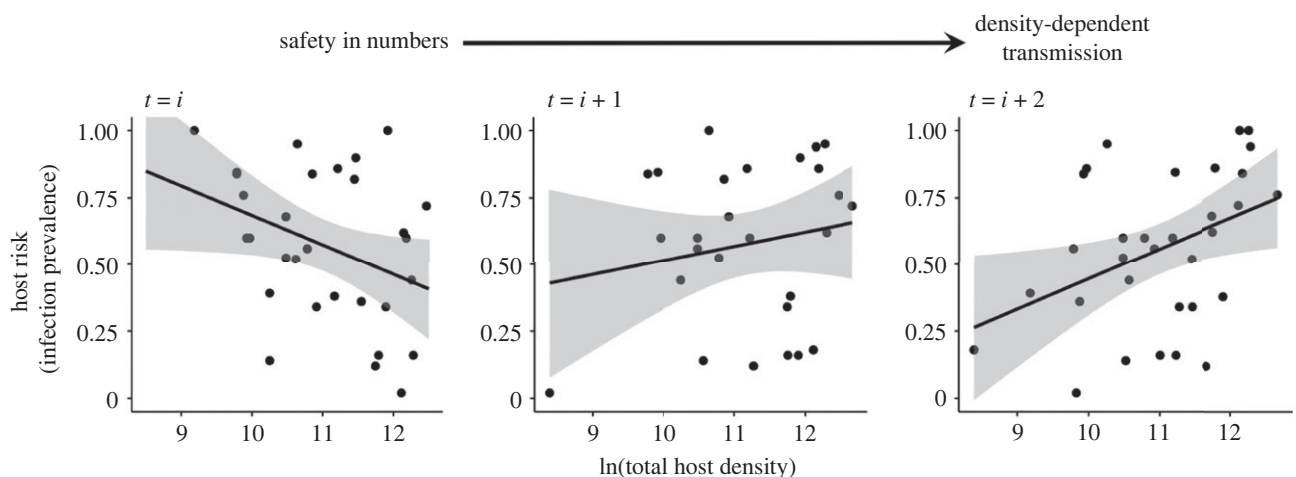 safety in numbers
density-dependent
transmission
t = i
t = i + 1
t = i + 2
host risk
(infection prevalence)
1.00
0.75
0.50
0.25
0
1.00
0.75
0.50
0.25
0
1.00
0.75
0.50
0.25
0
9 10 11 12
9 10 11 12
9 10 11 12
ln(total host density)